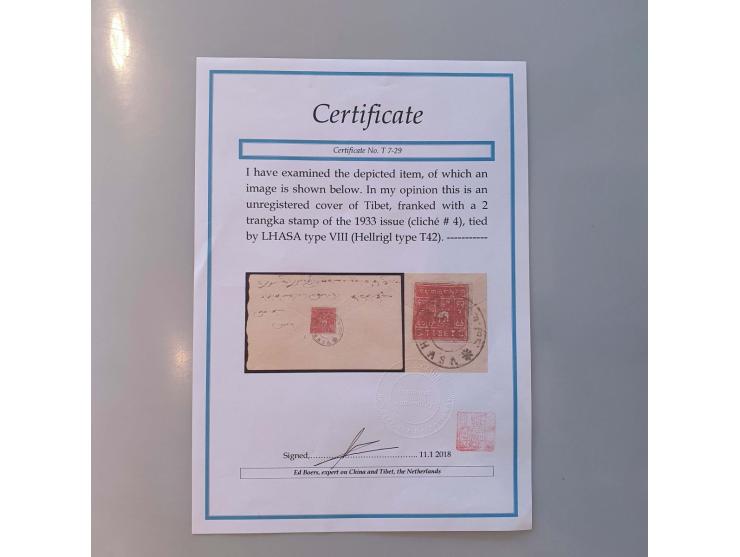 Certificate
Certificate No. T 7-29
I have examined the depicted item, of which an
image is shown below. In my opinion this is an
unregistered cover of Tibet, franked with a 2
trangka stamp of the 1933 issue (cliché # 4), tied
by LHASA type VIII (Hellrigl type T42). -----------
TIBET
Signed,.................................... 11.1 2018
Ed Boers, expert on China and Tibet, the Netherlands